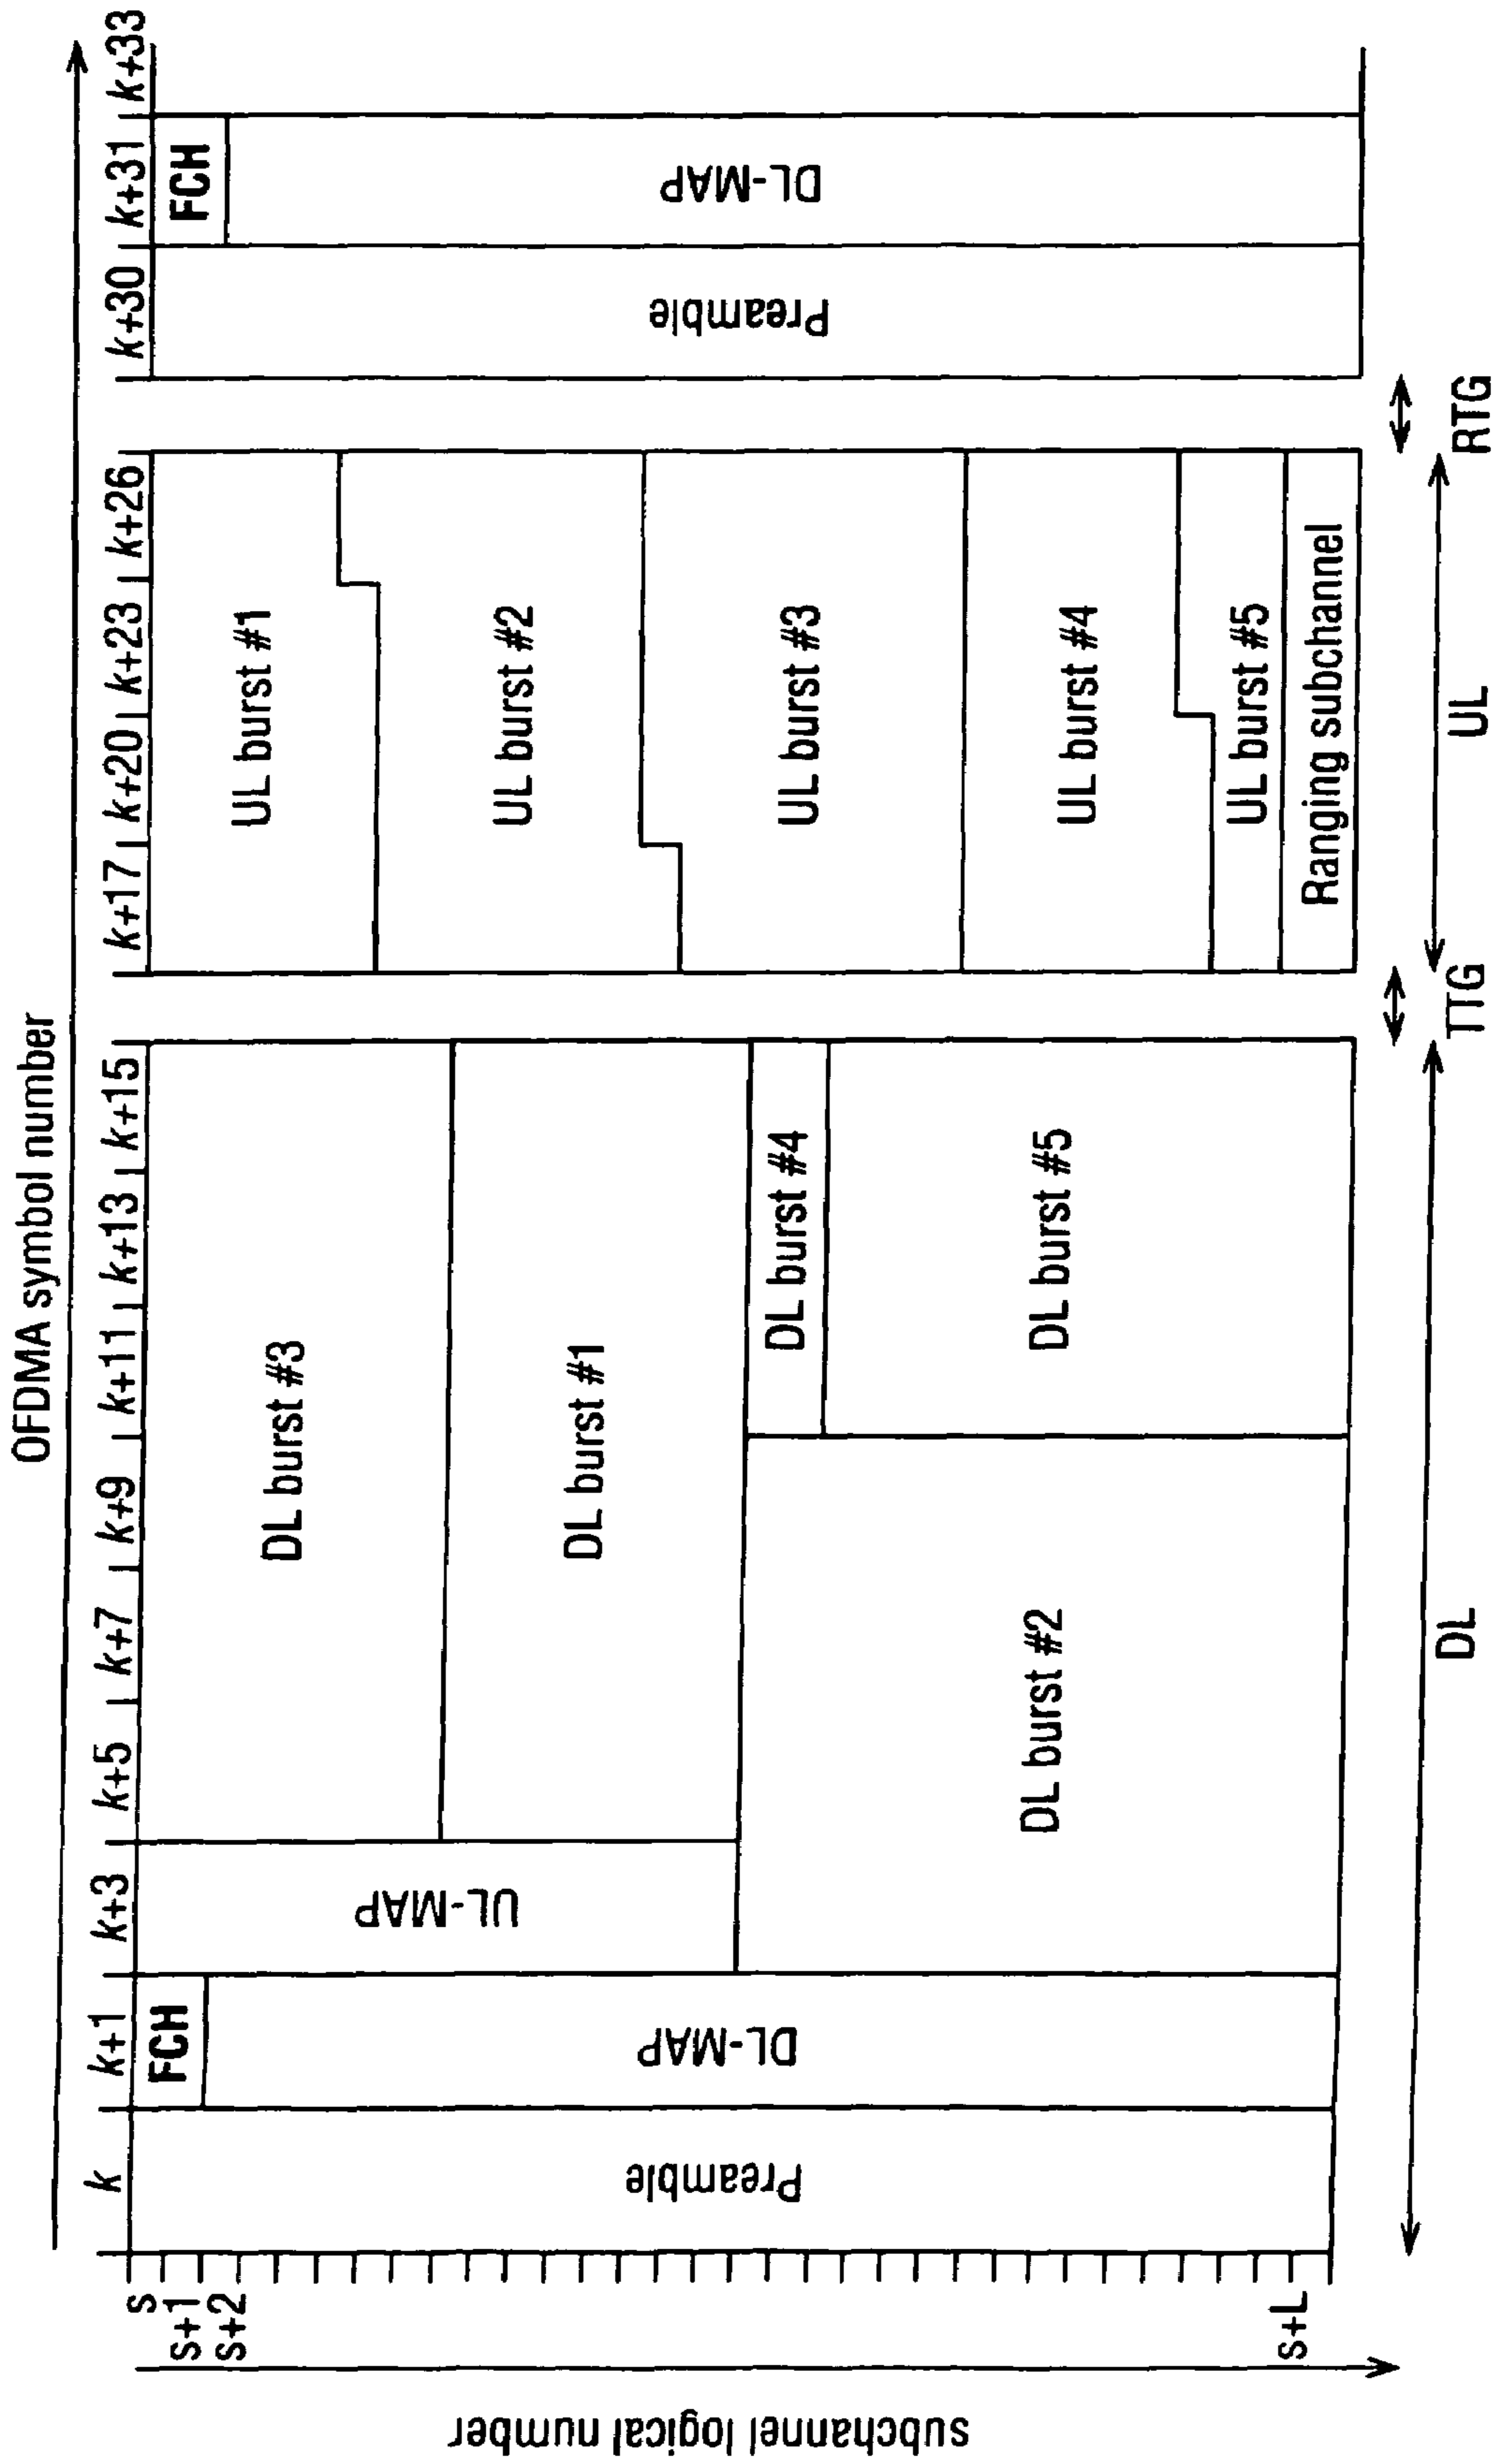 OFDMA symbol number
k
k+1
k+3
k+5
k+7
k+9
k+11
k+13
k+15
k+17
k+20
k+23
k+26
k+30
k+31
k+33
subchannel logical number
s
s+1
s+2
s+L
Preamble
FCH
DL-MAP
UL-MAP
DL burst #3
DL burst #1
DL burst #2
DL burst #4
DL burst #5
UL burst #1
UL burst #2
UL burst #3
UL burst #4
UL burst #5
Ranging subchannel
Preamble
FCH
DL-MAP
DL
TTG
UL
RTG